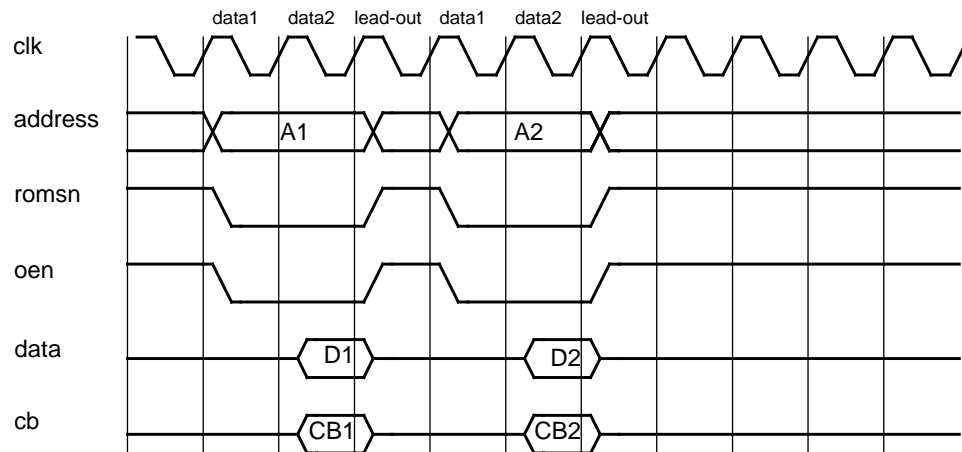 data1 data2 lead-out data1 data2 lead-out
clk
address A1 A2
romsn
oen
data D1 D2
cb CB1 CB2